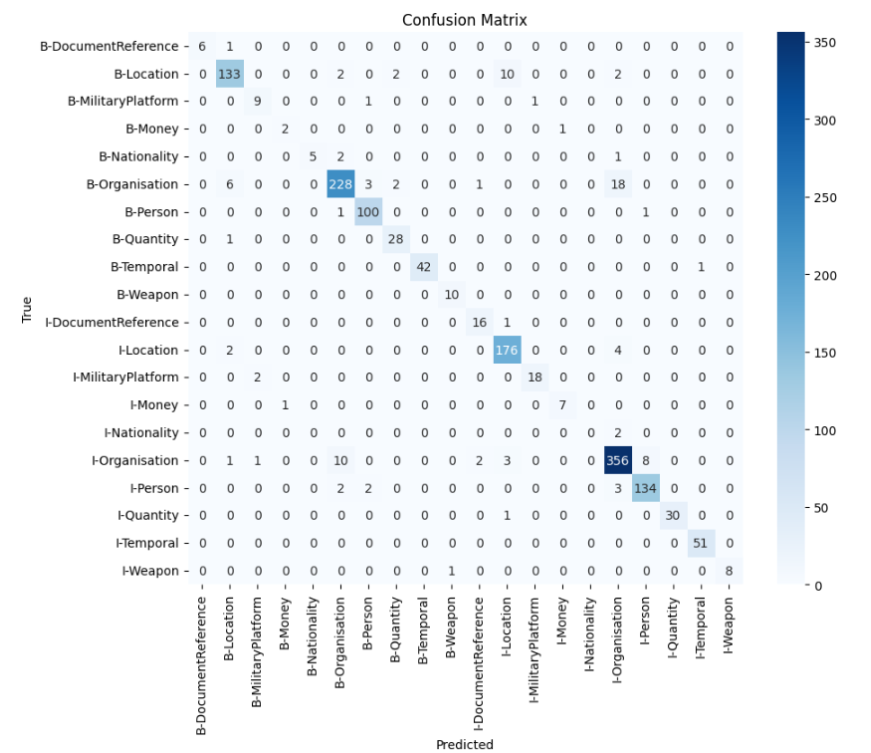 Confusion Matrix
B-DocumentReference 6 1 0 0 0 0 0 0 0 0 0 0 0 0 0 0 0 0 0 0
B-Location 0 133 0 0 0 2 0 2 0 0 0 10 0 0 0 2 0 0 0 0
B-MilitaryPlatform 0 0 9 0 0 0 1 0 0 0 0 0 1 0 0 0 0 0 0 0
B-Money 0 0 0 2 0 0 0 0 0 0 0 0 0 1 0 0 0 0 0 0
B-Nationality 0 0 0 0 5 2 0 0 0 0 0 0 0 0 0 1 0 0 0 0
B-Organisation 0 6 0 0 0 228 3 2 0 0 1 0 0 0 0 18 0 0 0 0
B-Person 0 0 0 0 0 1 100 0 0 0 0 0 0 0 0 0 1 0 0 0
B-Quantity 0 1 0 0 0 0 0 28 0 0 0 0 0 0 0 0 0 0 0 0
B-Temporal 0 0 0 0 0 0 0 0 42 0 0 0 0 0 0 0 0 0 1 0
B-Weapon 0 0 0 0 0 0 0 0 0 10 0 0 0 0 0 0 0 0 0 0
I-DocumentReference 0 0 0 0 0 0 0 0 0 0 16 1 0 0 0 0 0 0 0 0
I-Location 0 2 0 0 0 0 0 0 0 0 0 176 0 0 0 4 0 0 0 0
I-MilitaryPlatform 0 0 2 0 0 0 0 0 0 0 0 0 18 0 0 0 0 0 0 0
I-Money 0 0 0 1 0 0 0 0 0 0 0 0 0 7 0 0 0 0 0 0
I-Nationality 0 0 0 0 0 0 0 0 0 0 0 0 0 0 0 2 0 0 0 0
I-Organisation 0 1 1 0 0 10 0 0 0 0 2 3 0 0 0 356 8 0 0 0
I-Person 0 0 0 0 0 2 2 0 0 0 0 0 0 0 0 3 134 0 0 0
I-Quantity 0 0 0 0 0 0 0 0 0 0 0 1 0 0 0 0 0 30 0 0
I-Temporal 0 0 0 0 0 0 0 0 0 0 0 0 0 0 0 0 0 0 51 0
I-Weapon 0 0 0 0 0 0 0 0 0 1 0 0 0 0 0 0 0 0 0 8
True
B-DocumentReference
B-Location
B-MilitaryPlatform
B-Money
B-Nationality
B-Organisation
B-Person
B-Quantity
B-Temporal
B-Weapon
I-DocumentReference
I-Location
I-MilitaryPlatform
I-Money
I-Nationality
I-Organisation
I-Person
I-Quantity
I-Temporal
I-Weapon
Predicted
350
300
250
200
150
100
50
0